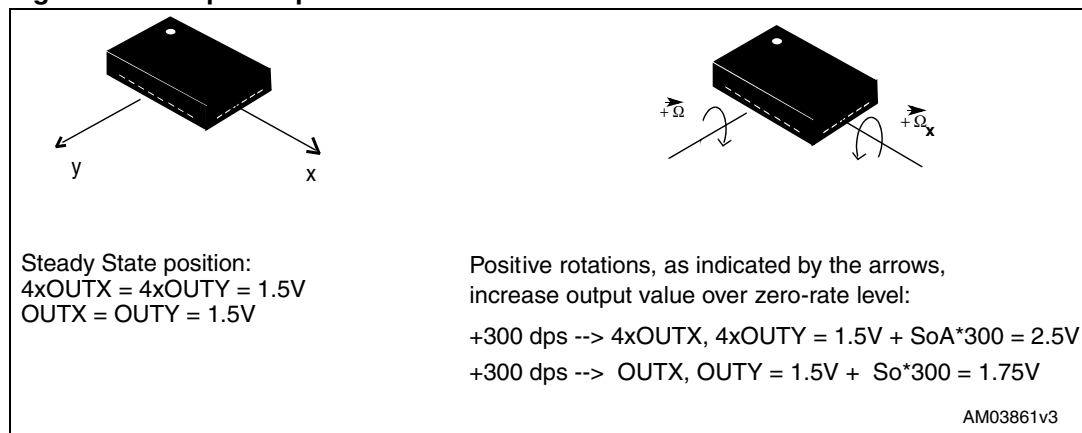 y
x
+Ω
+Ωx
Steady State position:
4xOUTX = 4xOUTY = 1.5V
OUTX = OUTY = 1.5V
Positive rotations, as indicated by the arrows,
increase output value over zero-rate level:
+300 dps --> 4xOUTX, 4xOUTY = 1.5V + SoA*300 = 2.5V
+300 dps --> OUTX, OUTY = 1.5V + So*300 = 1.75V
AM03861v3